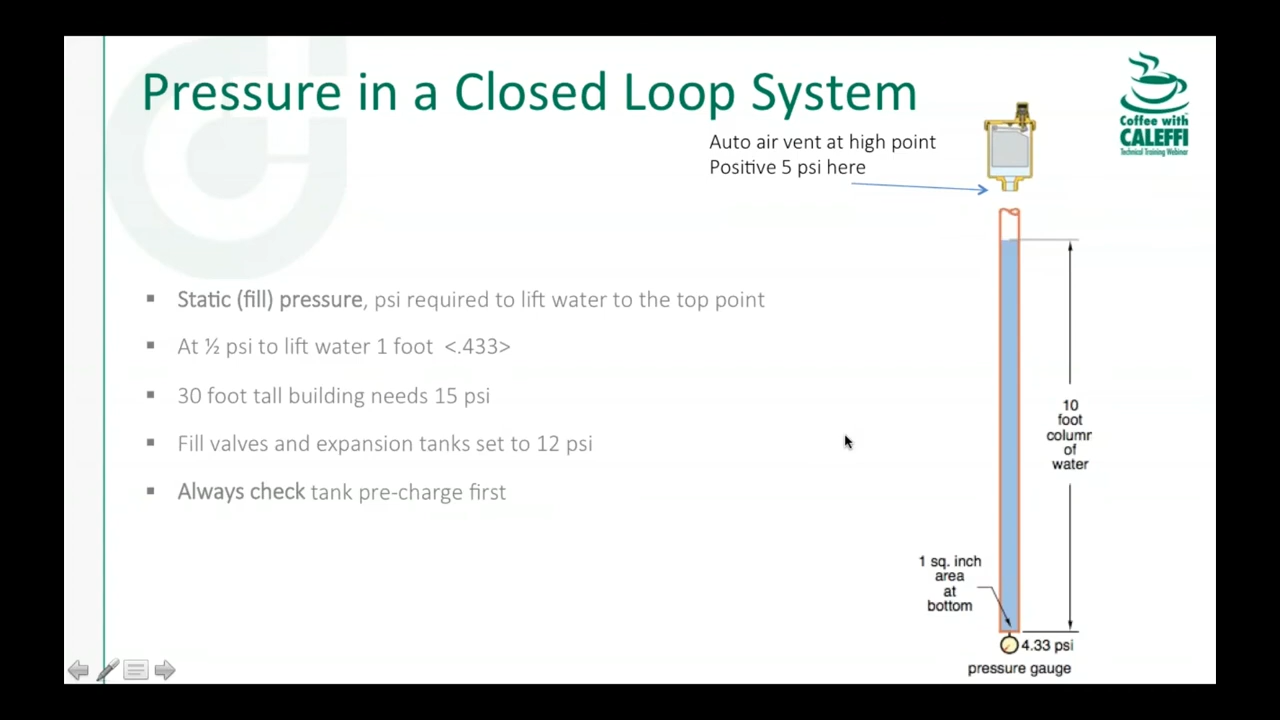 Pressure in a Closed Loop System
Coffee with
CALEFFI
Technical Training Webinar
Auto air vent at high point
Positive 5 psi here
▪ Static (fill) pressure, psi required to lift water to the top point
▪ At ½ psi to lift water 1 foot <.433>
▪ 30 foot tall building needs 15 psi
▪ Fill valves and expansion tanks set to 12 psi
▪ Always check tank pre-charge first
10
foot
columr
of
water
1 sq. inch
area
at
bottom
4.33 psi
pressure gauge